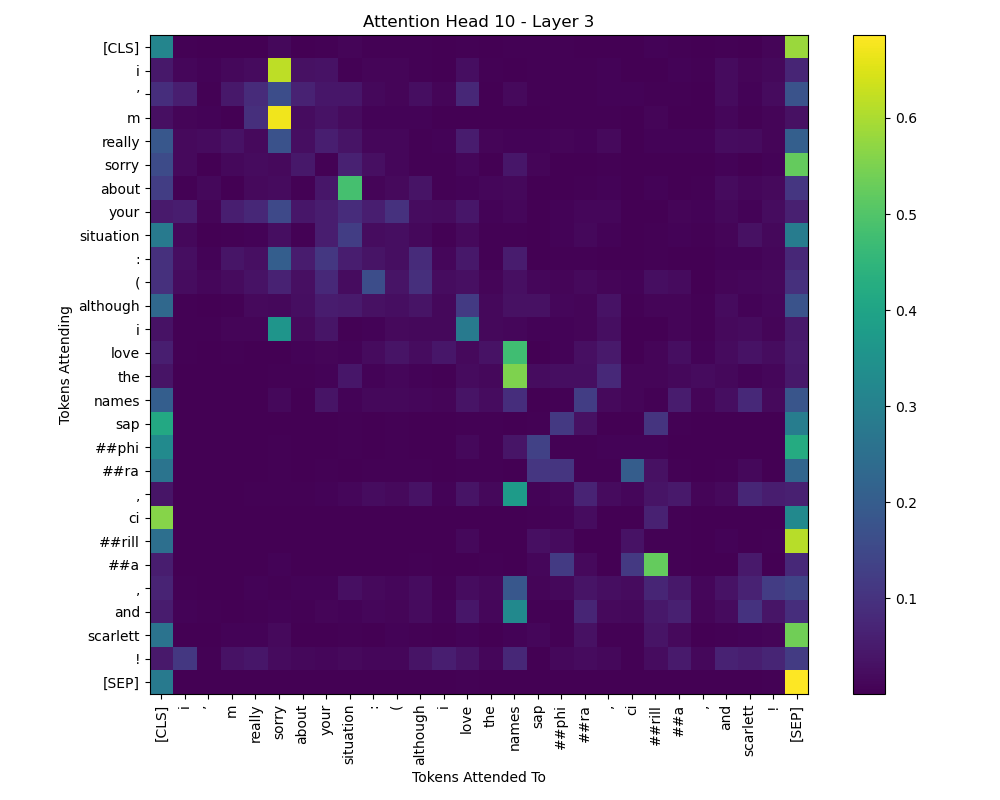 Attention Head 10 - Layer 3
Tokens Attending
[CLS]
i
’
m
really
sorry
about
your
situation
:
(
although
i
love
the
names
sap
##phi
##ra
,
ci
##rill
##a
,
and
scarlett
!
[SEP]
[CLS]
i
’
m
really
sorry
about
your
situation
:
(
although
i
love
the
names
sap
##phi
##ra
,
ci
##rill
##a
,
and
scarlett
!
[SEP]
Tokens Attended To
0.6
0.5
0.4
0.3
0.2
0.1